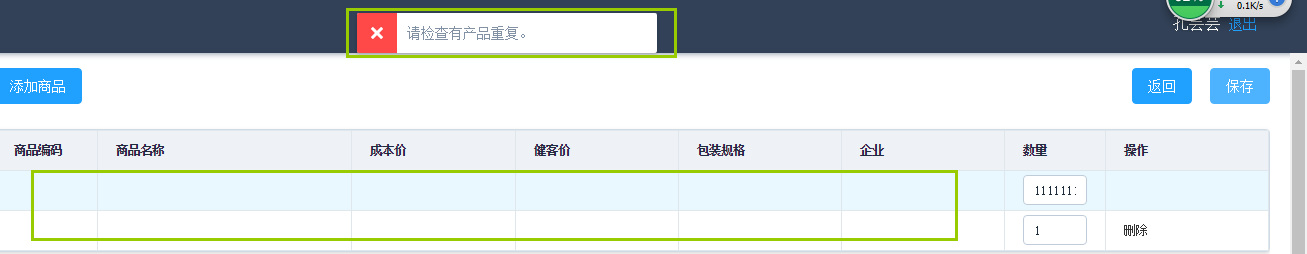 0.1K/s
请检查有产品重复。
孔芸芸 退出
添加商品
返回
保存
商品编码 商品名称 成本价 健客价 包装规格 企业 数量 操作
1111111
1 删除